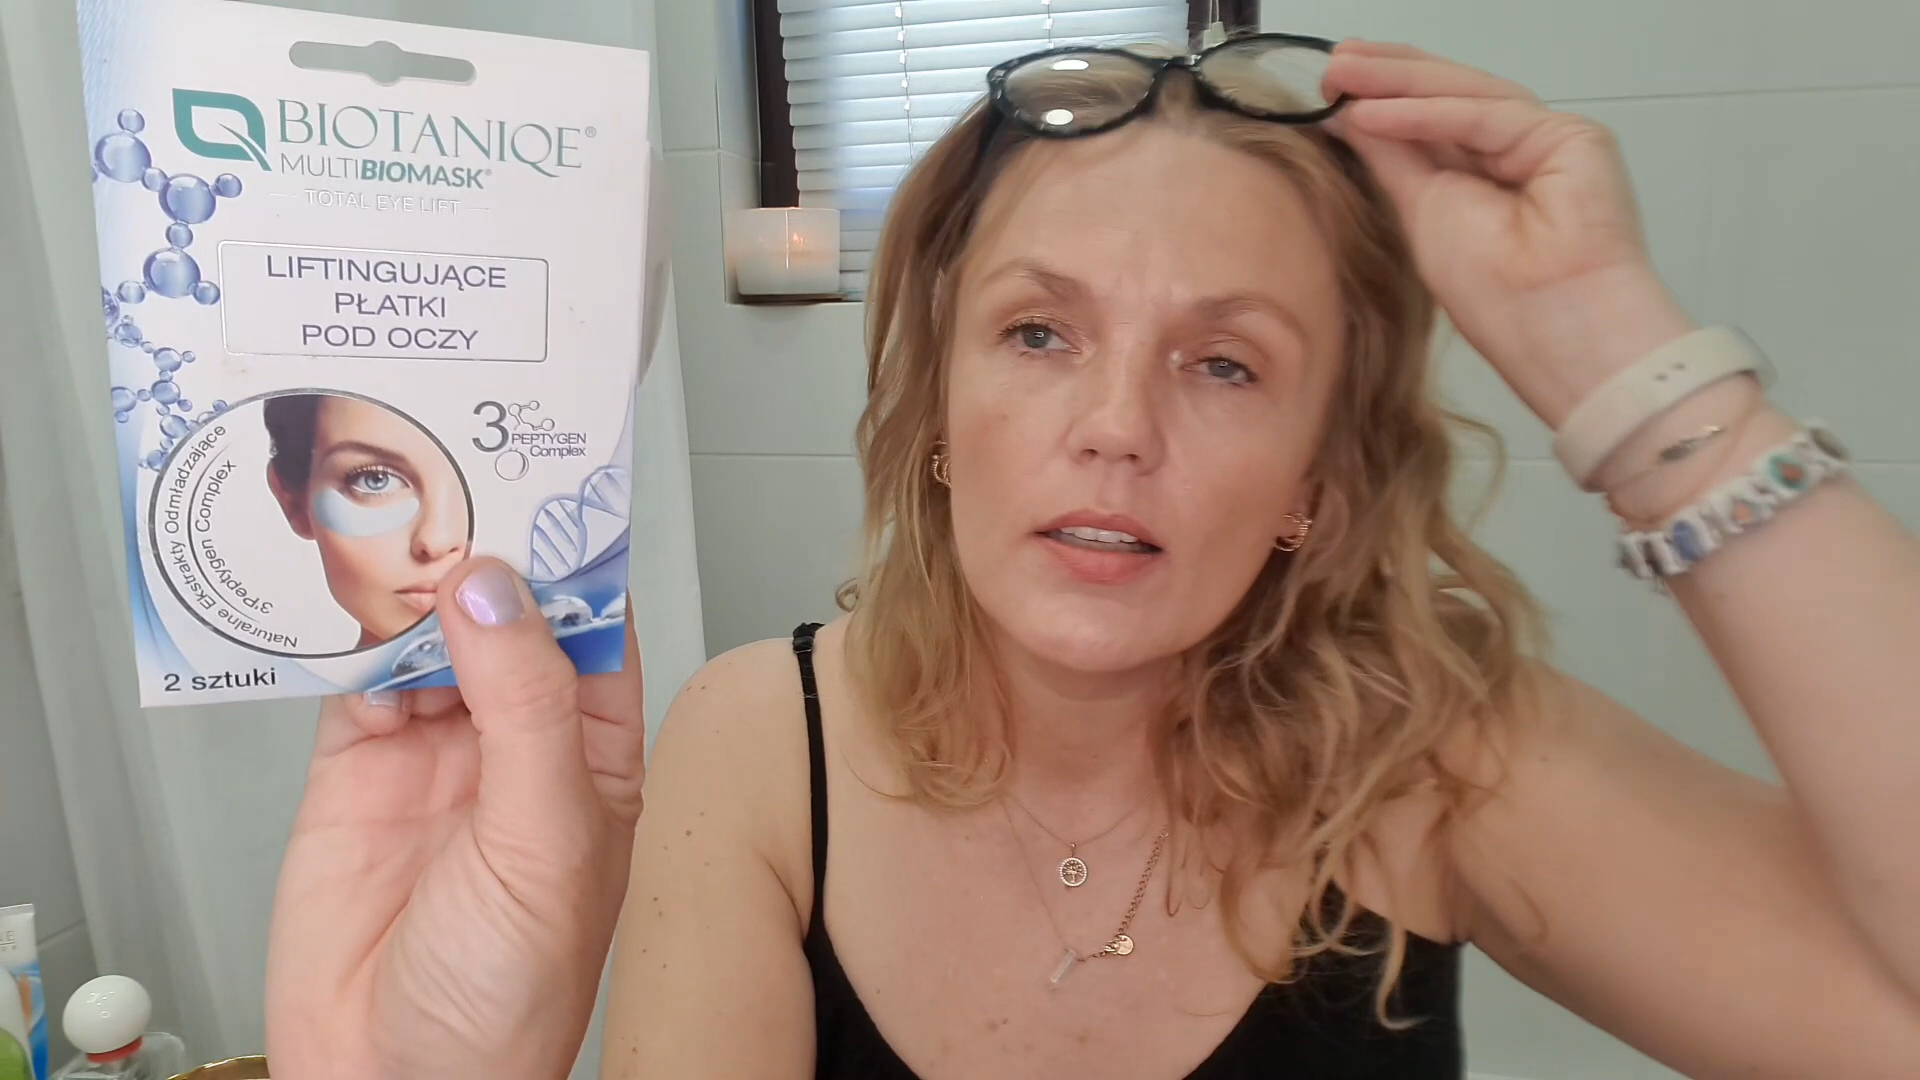 BIOTANIQE®
MULTIBIOMASK®
TOTAL EYE LIFT
LIFTINGUJĄCE
PŁATKI
POD OCZY
3 PEPTYGEN
Complex
Naturalne Ekstrakty Odmładzające
3'Peptygen Complex
2 sztuki